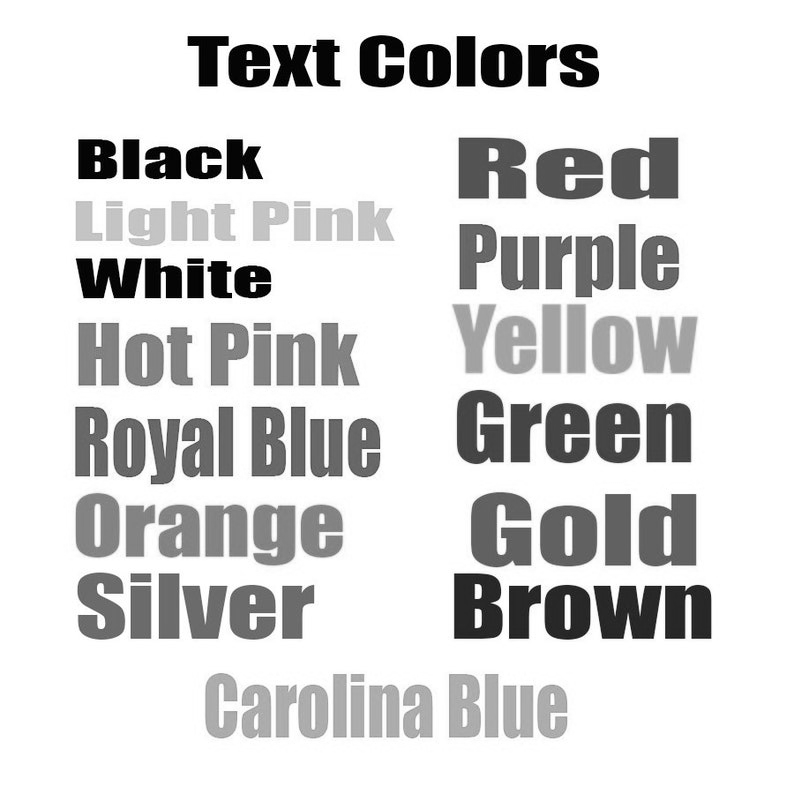 Text Colors
Black
Light Pink
White
Hot Pink
Royal Blue
Orange
Silver
Red
Purple
Yellow
Green
Gold
Brown
Carolina Blue